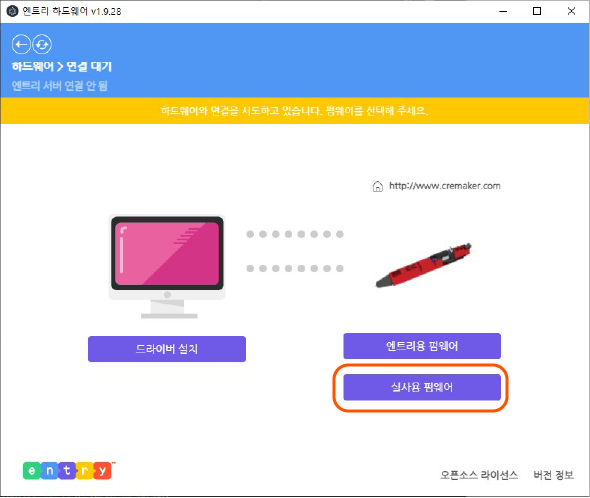 엔트리 하드웨어 v1.9.28
하드웨어 > 연결 대기
엔트리 서버 연결 안 됨
하드웨어와 연결을 시도하고 있습니다. 펌웨어를 선택해 주세요.
http://www.cremaker.com
드라이버 설치
엔트리용 펌웨어
실사용 펌웨어
entry™
오픈소스 라이선스 버전 정보